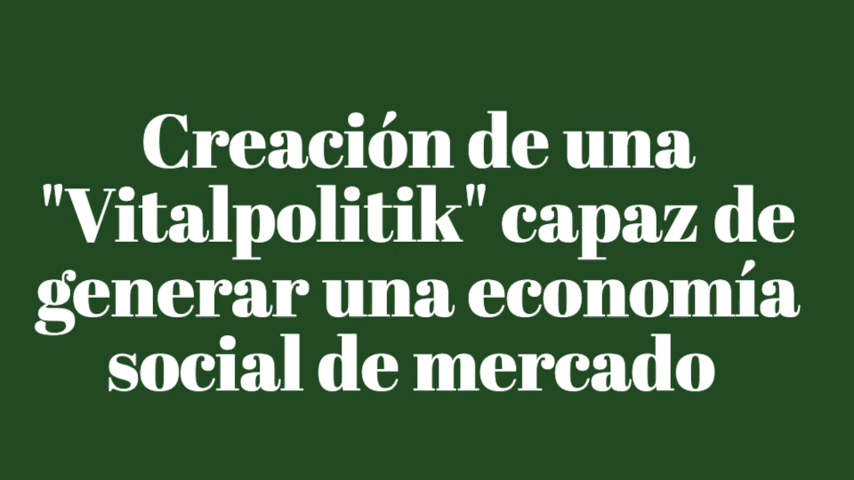 Creación de una
"Vitalpolitik" capaz de
generar una economía
social de mercado